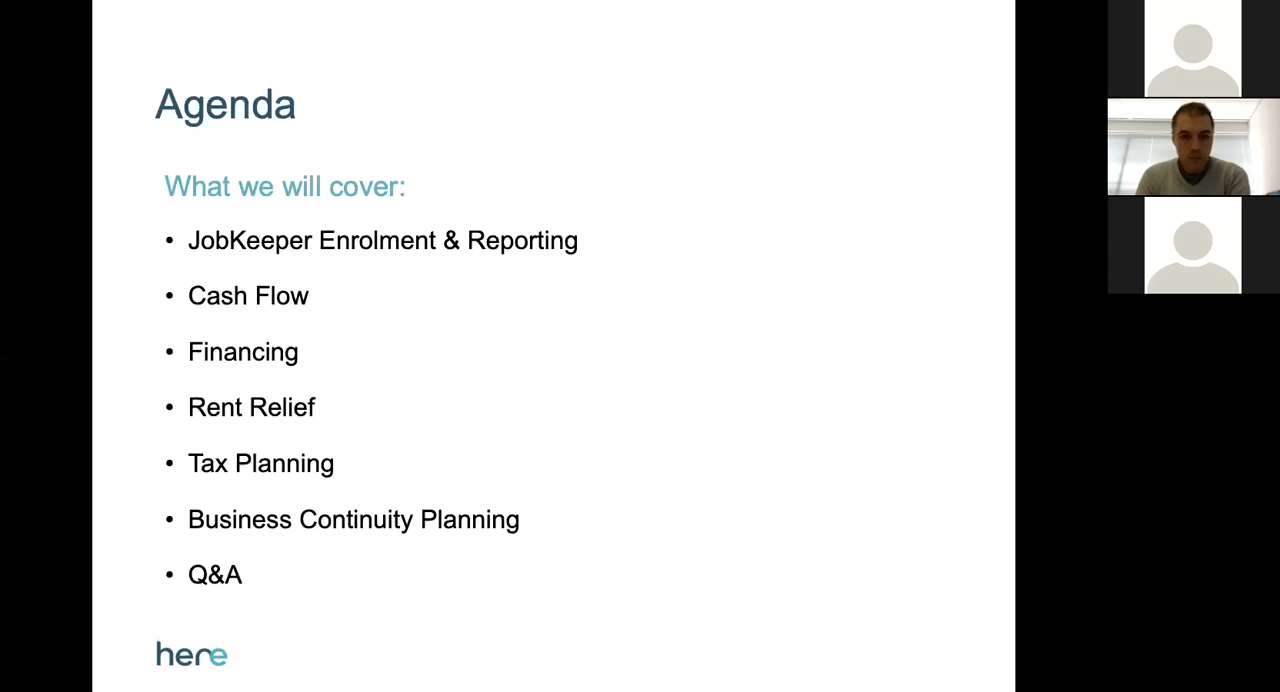 Agenda
What we will cover:
• JobKeeper Enrolment & Reporting
• Cash Flow
• Financing
• Rent Relief
• Tax Planning
• Business Continuity Planning
• Q&A
here